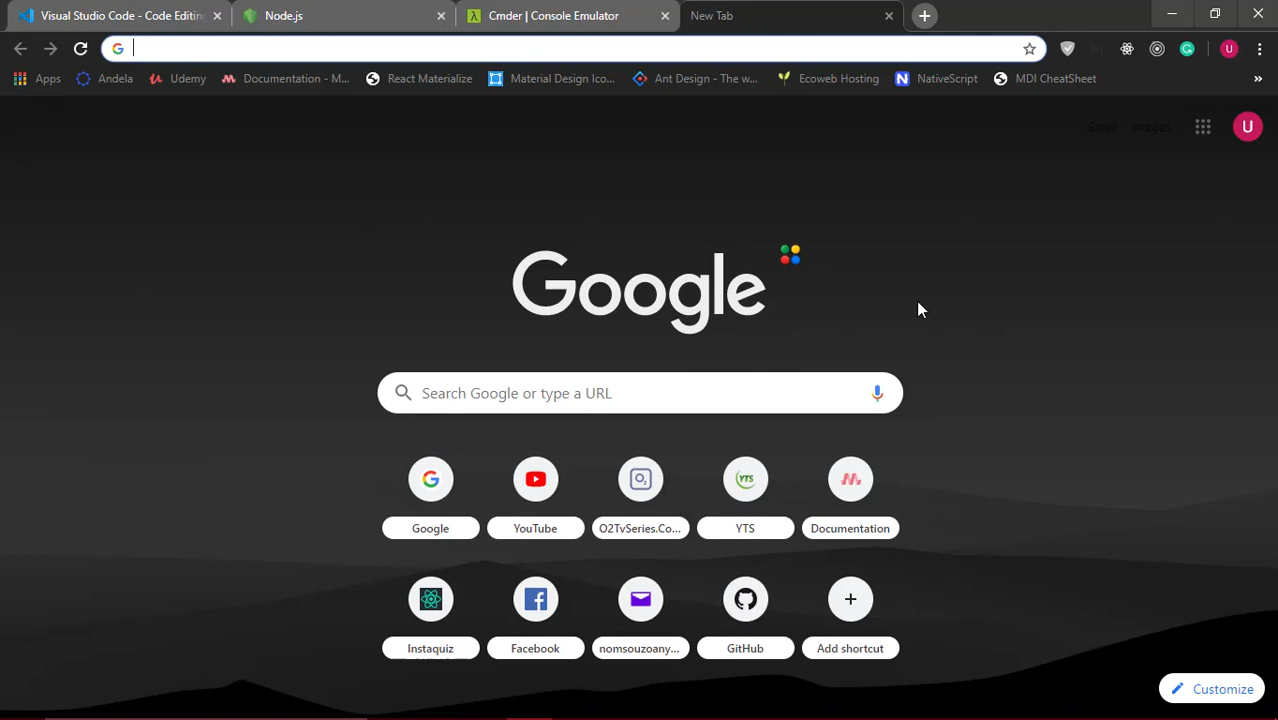 Visual Studio Code - Code Editin
Node.js
Cmder | Console Emulator
New Tab
Apps
Andela
Udemy
Documentation - M...
React Materialize
Material Design Ico...
Ant Design - The w...
Ecoweb Hosting
NativeScript
MDI CheatSheet
»
Gmail Images
U
Google
Search Google or type a URL
Google
YouTube
O2TvSeries.Co...
YTS
Documentation
Instaquiz
Facebook
nomsouzoany...
GitHub
Add shortcut
Customize